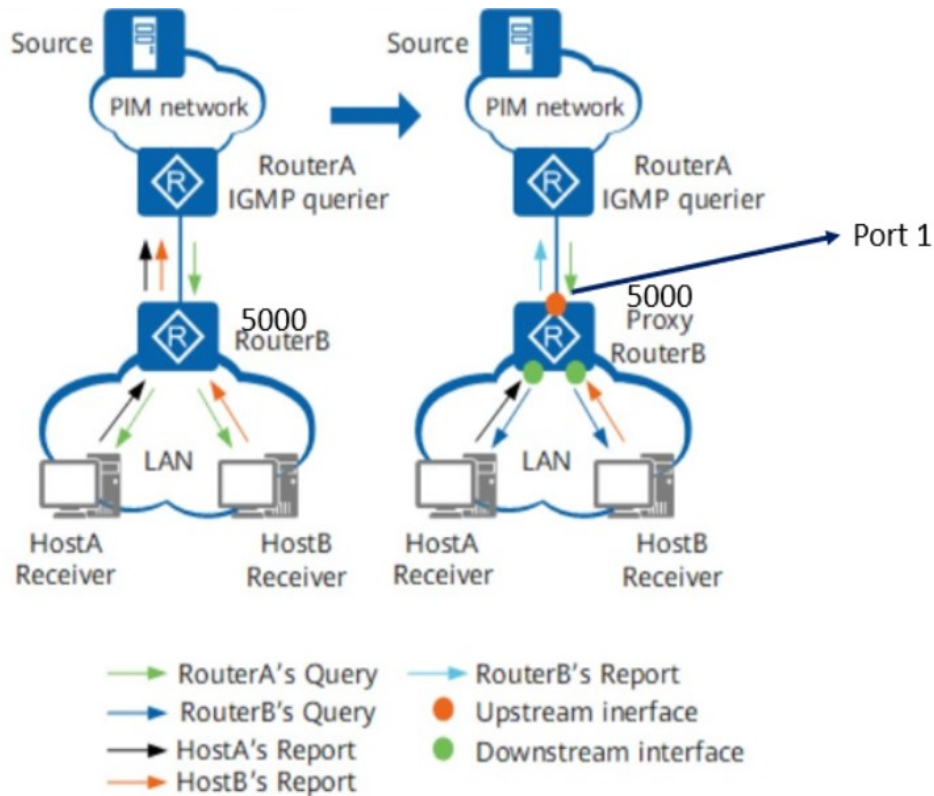 Source
PIM network
R
RouterA
IGMP querier
5000
R
RouterB
LAN
HostA
Receiver
HostB
Receiver
Source
PIM network
R
RouterA
IGMP querier
Port 1
5000
R
Proxy
RouterB
LAN
HostA
Receiver
HostB
Receiver
RouterA's Query
RouterB's Query
HostA's Report
HostB's Report
RouterB's Report
Upstream inerface
Downstream interface